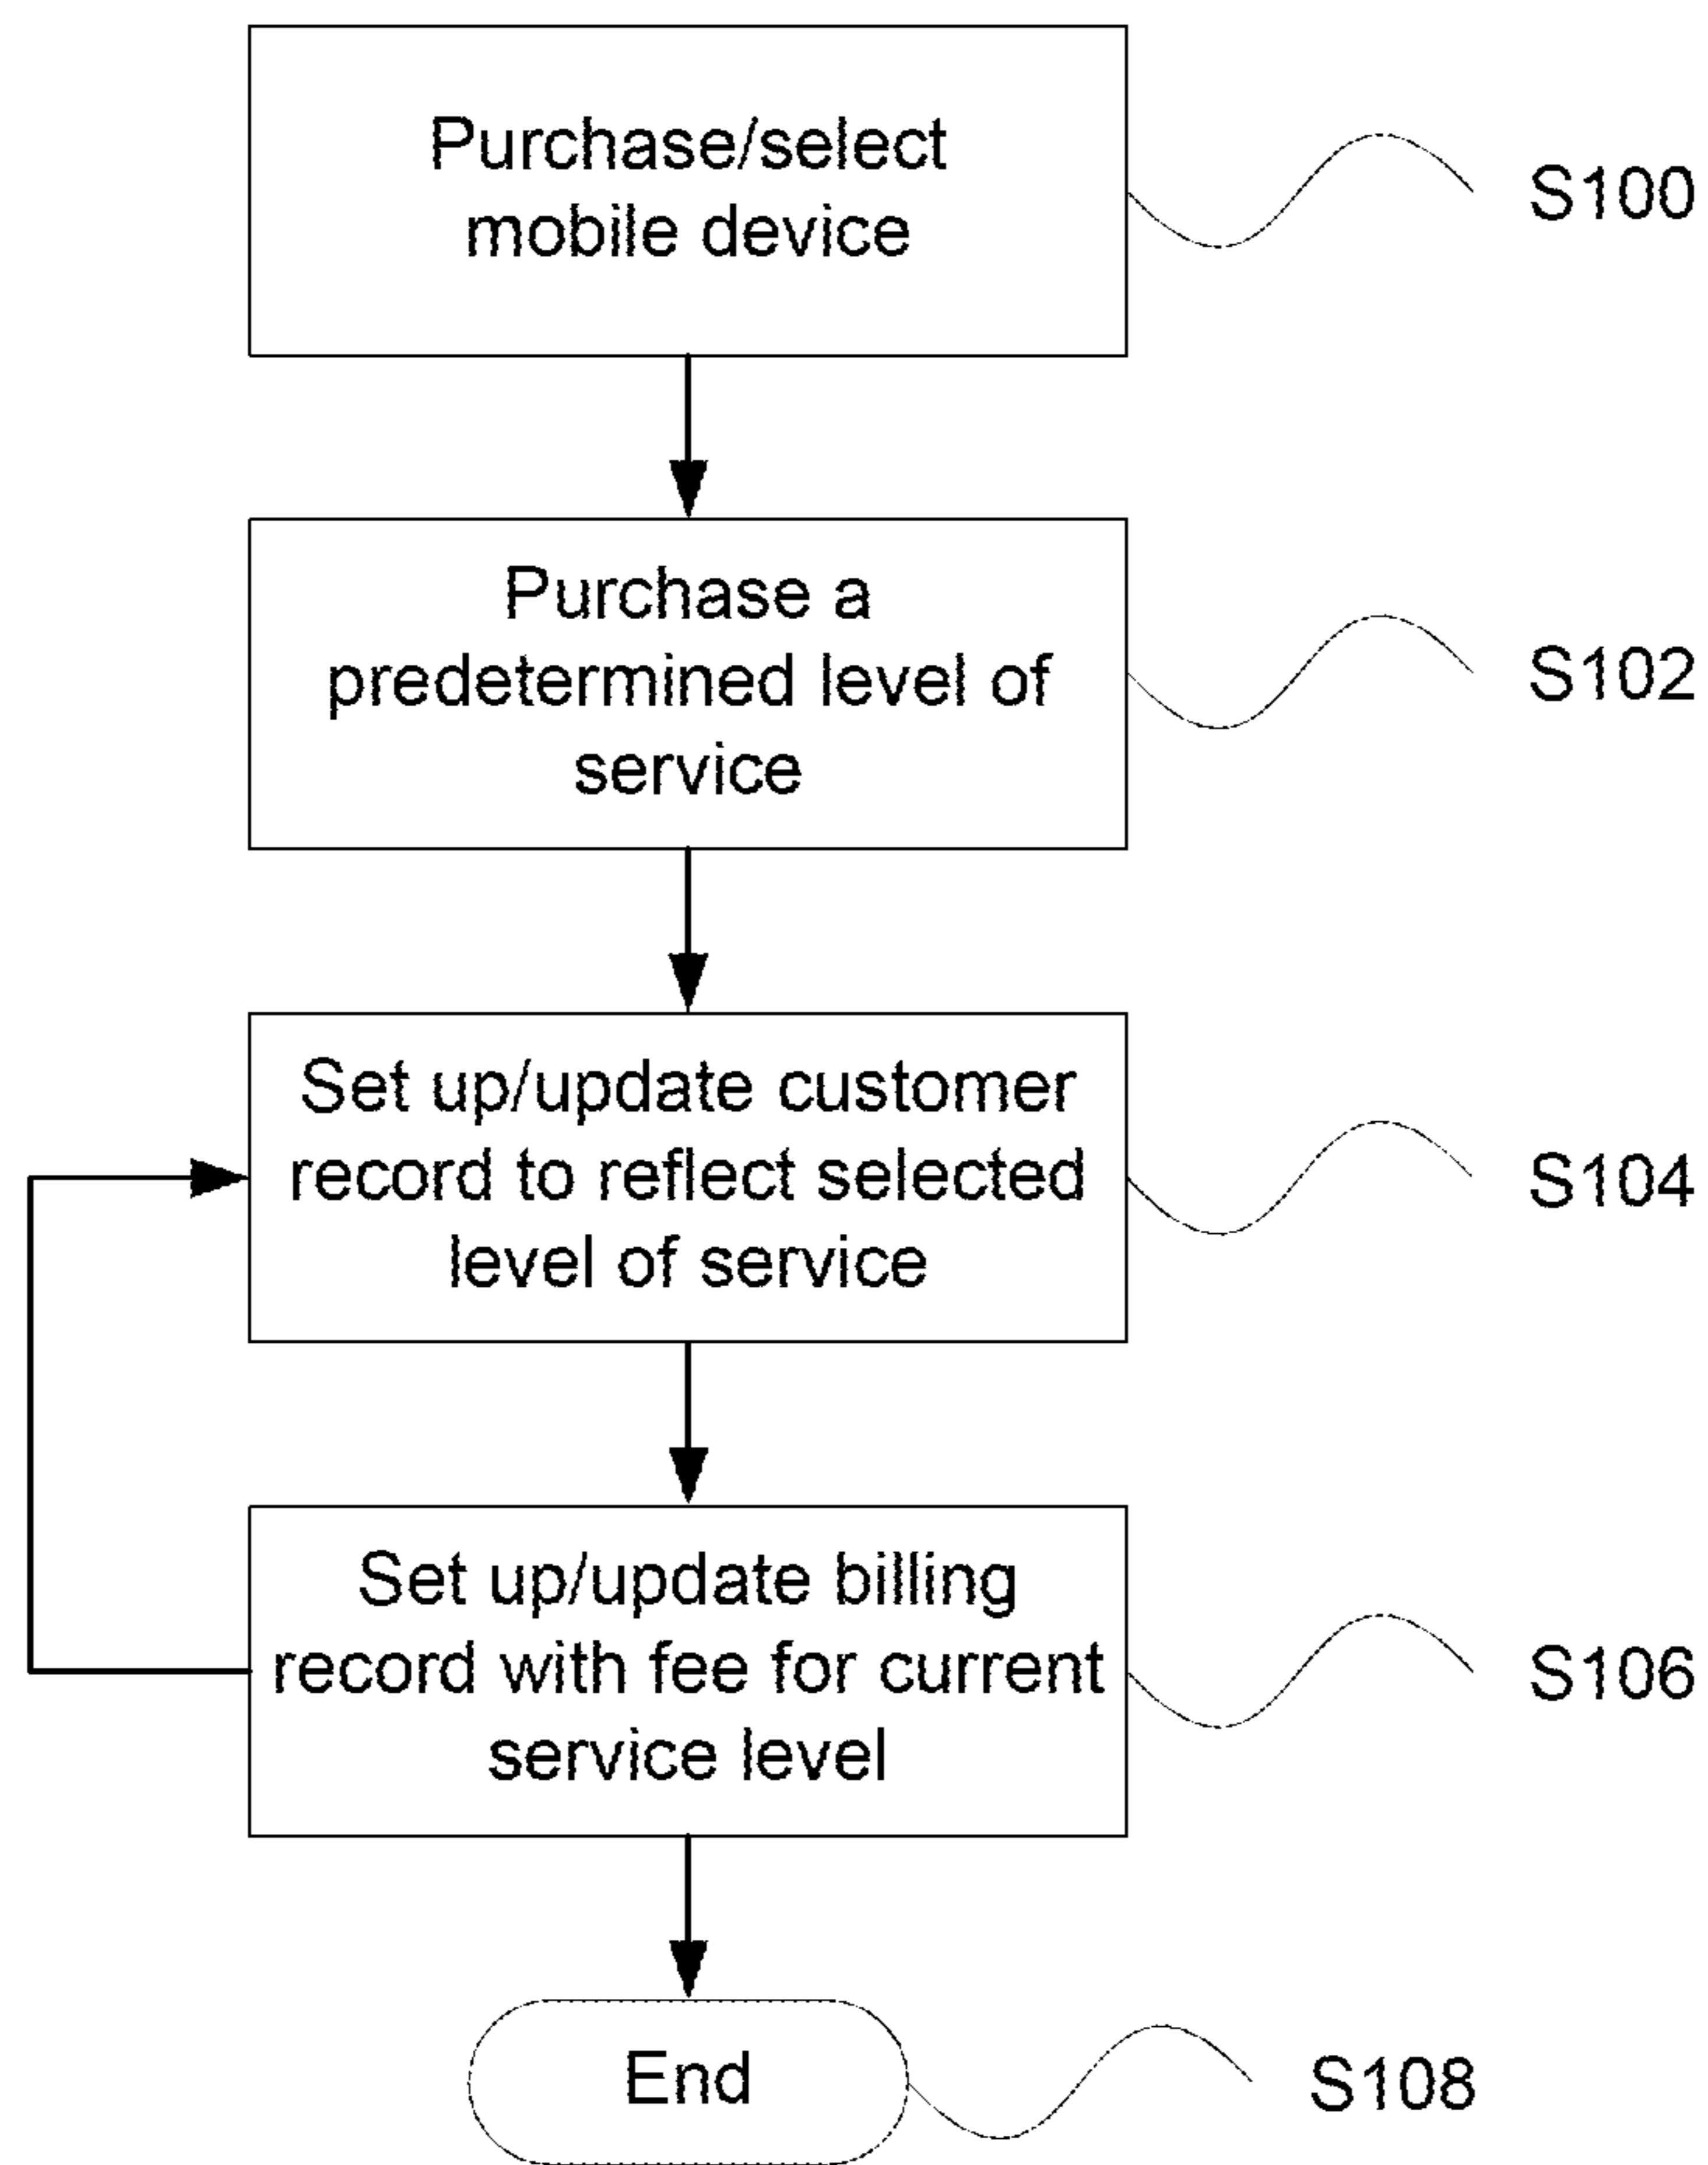 Purchase/select
mobile device
S100
Purchase a
predetermined level of
service
S102
Set up/update customer
record to reflect selected
level of service
S104
Set up/update billing
record with fee for current
service level
S106
End
S108